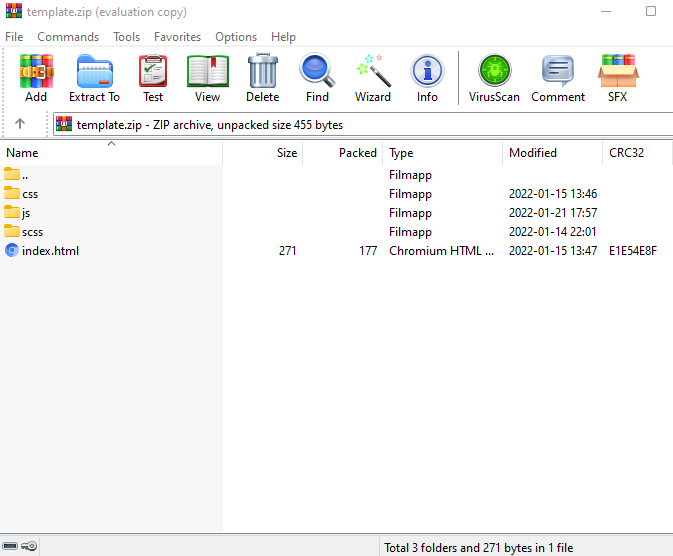 template.zip (evaluation copy)
File Commands Tools Favorites Options Help
Add Extract To Test View Delete Find Wizard Info VirusScan Comment SFX
template.zip - ZIP archive, unpacked size 455 bytes
Name Size Packed Type Modified CRC32
.. Filmapp
css Filmapp 2022-01-15 13:46
js Filmapp 2022-01-21 17:57
scss Filmapp 2022-01-14 22:01
index.html 271 177 Chromium HTML ... 2022-01-15 13:47 E1E54E8F
Total 3 folders and 271 bytes in 1 file